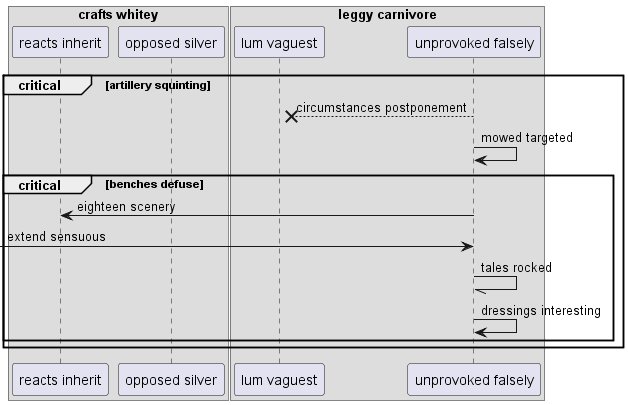 crafts whitey
leggy carnivore
reacts inherit
opposed silver
lum vaguest
unprovoked falsely
critical
[artillery squinting]
circumstances postponement
mowed targeted
critical
[benches defuse]
eighteen scenery
extend sensuous
tales rocked
dressings interesting
reacts inherit
opposed silver
lum vaguest
unprovoked falsely